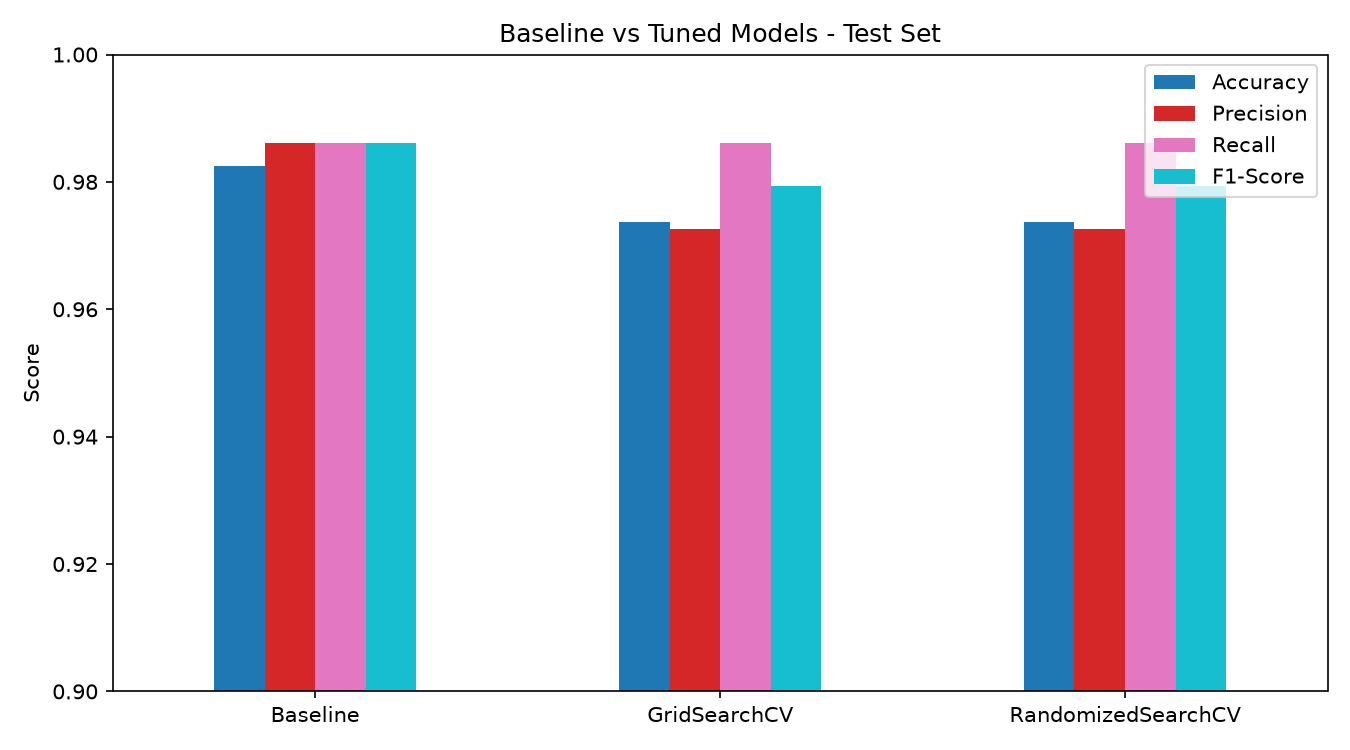 Baseline vs Tuned Models - Test Set
1.00
0.98
0.96
0.94
0.92
0.90
Score
Accuracy
Precision
Recall
F1-Score
Baseline
GridSearchCV
RandomizedSearchCV